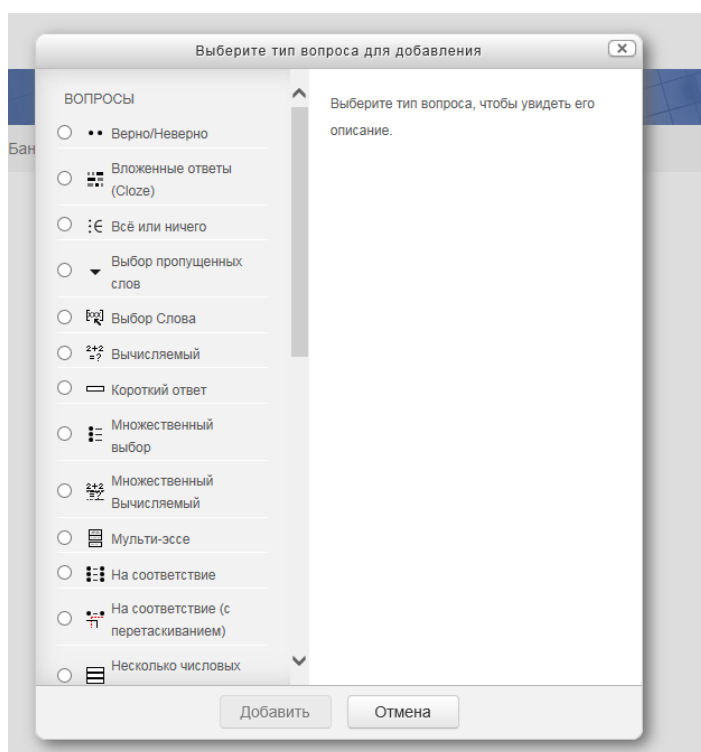 Выберите тип вопроса для добавления
ВОПРОСЫ
Верно/Неверно
Вложенные ответы
(Cloze)
Всё или ничего
Выбор пропущенных
слов
Выбор Слова
Вычисляемый
Короткий ответ
Множественный
выбор
Множественный
Вычисляемый
Мульти-эссе
На соответствие
На соответствие (с
перетаскиванием)
Несколько числовых
Выберите тип вопроса, чтобы увидеть его
описание.
Бан
Добавить
Отмена